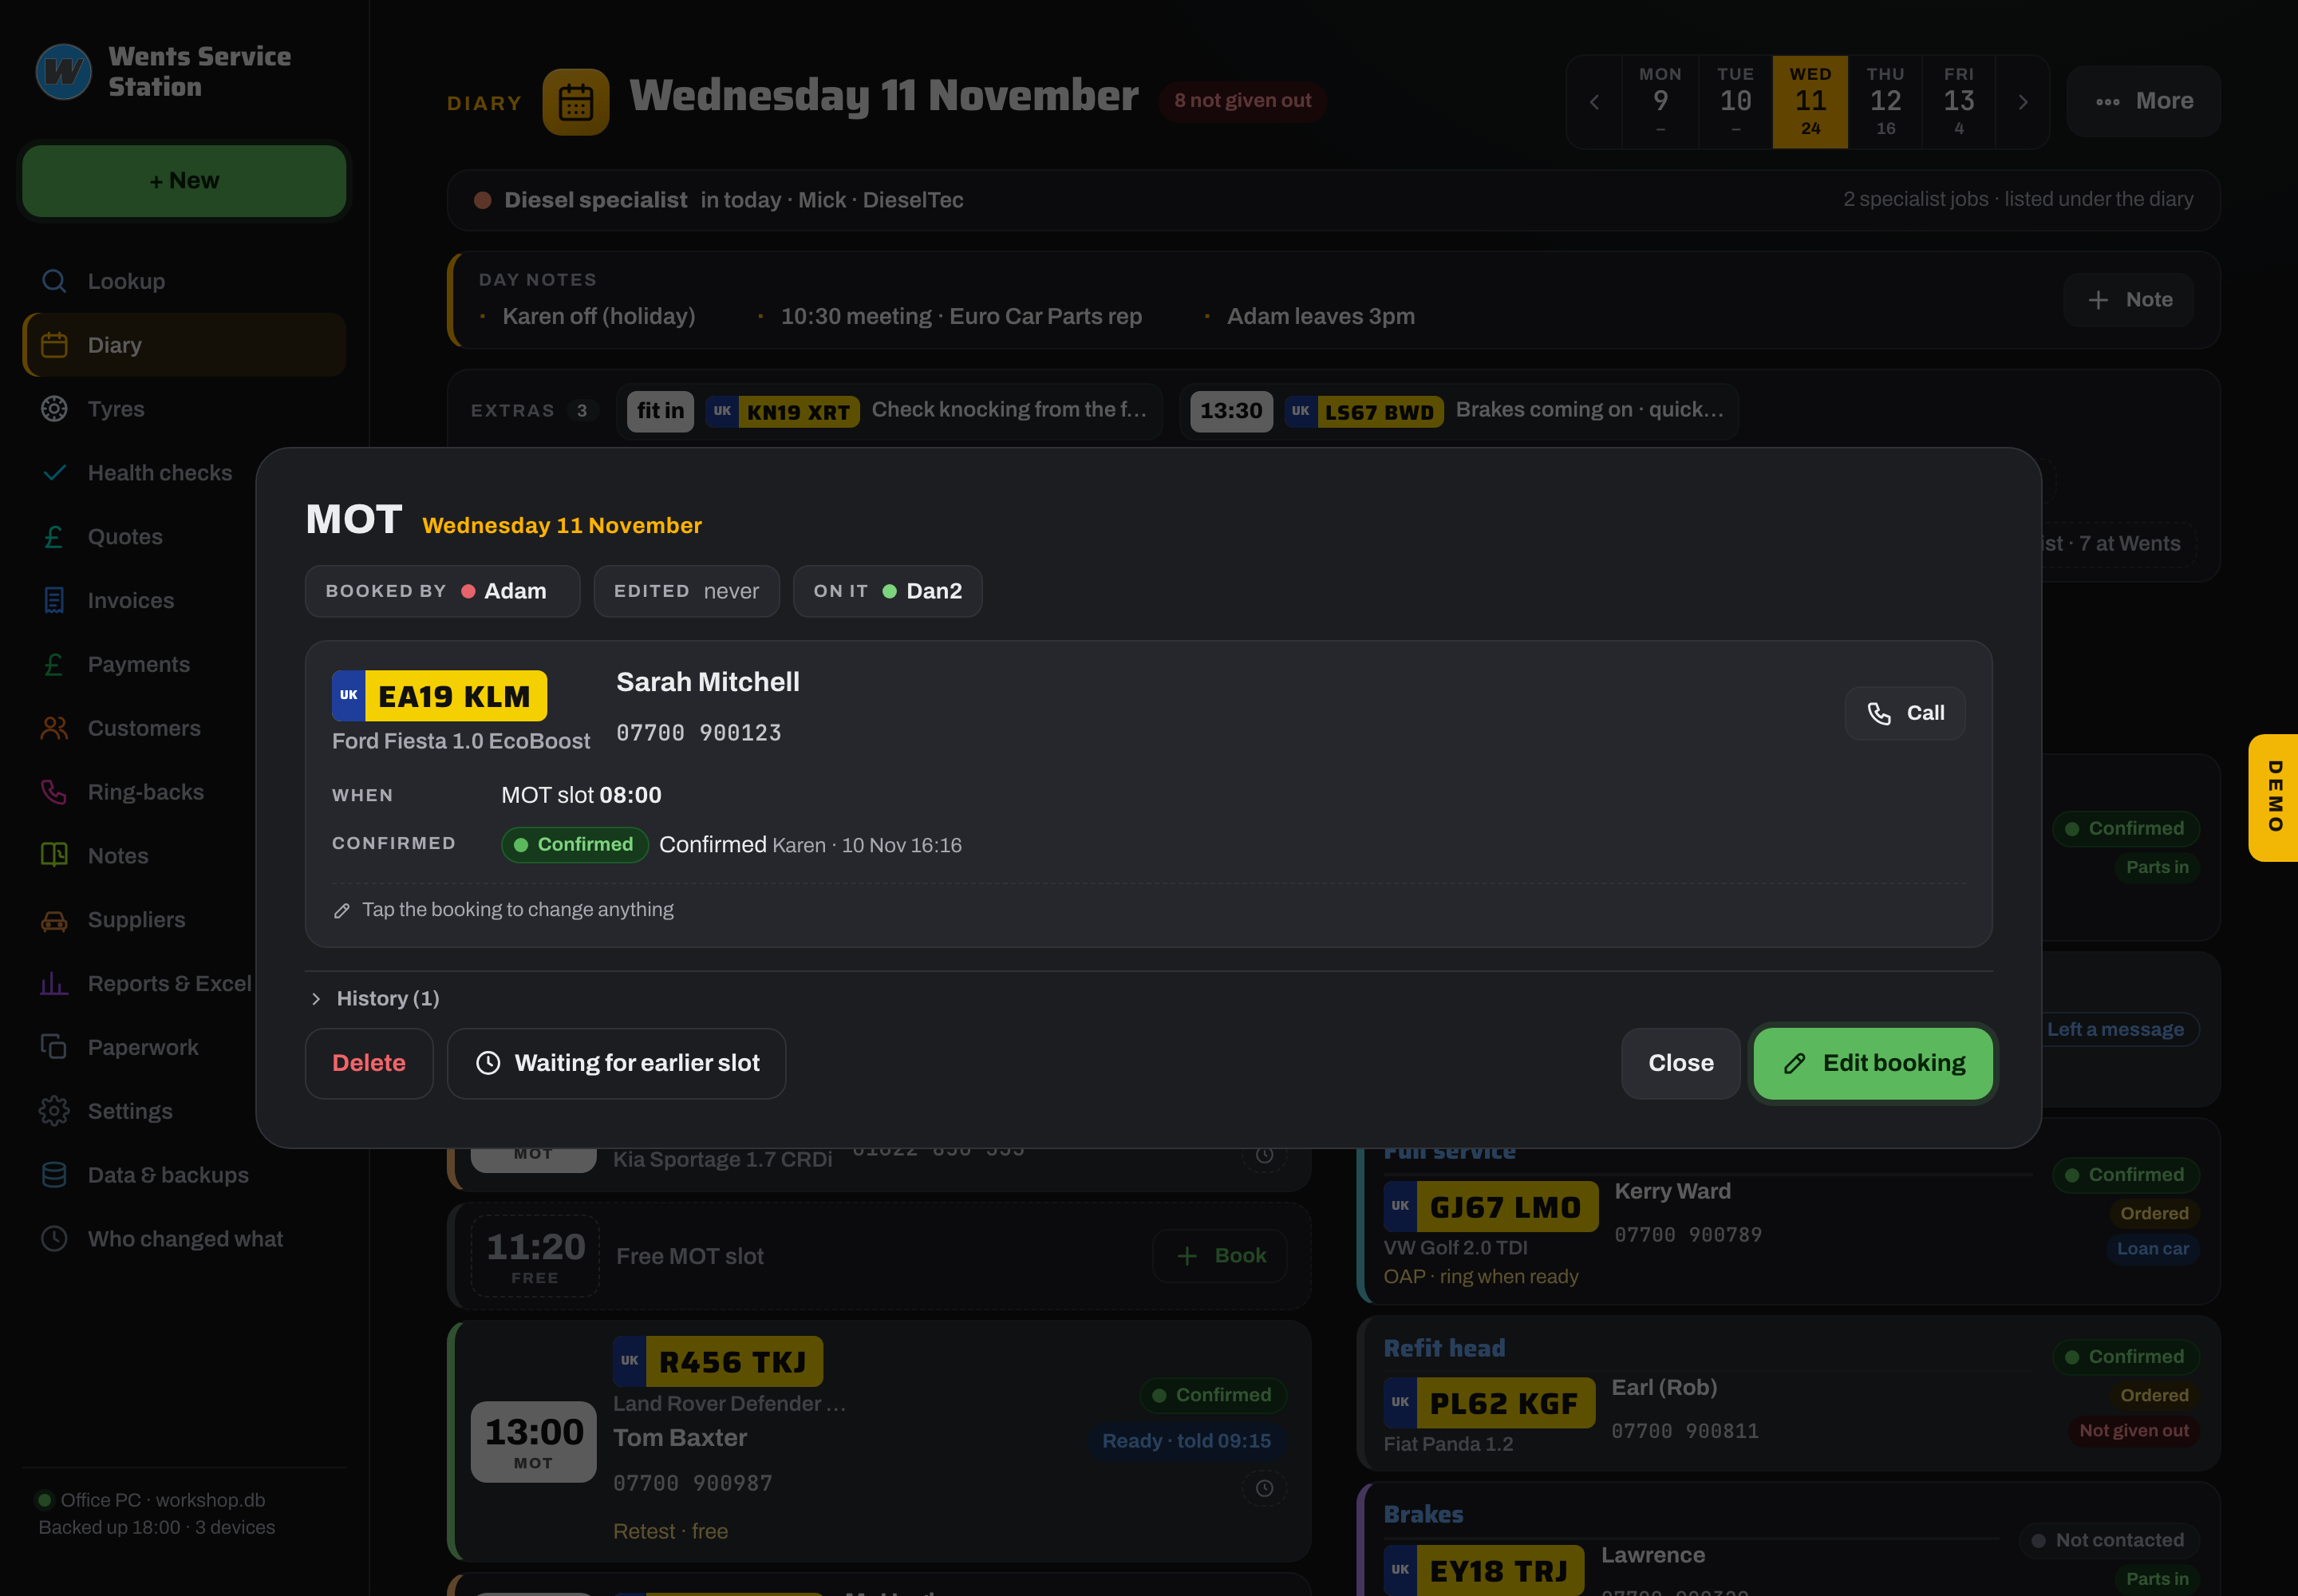 Wents Service
Station
+ New
Lookup
Diary
Tyres
Health checks
Quotes
Invoices
Payments
Customers
Ring-backs
Notes
Suppliers
Reports & Excel
Paperwork
Settings
Data & backups
Who changed what
Office PC · workshop.db
Backed up 18:00 · 3 devices
DIARY
Wednesday 11 November
8 not given out
MON
9
–
TUE
10
–
WED
11
24
THU
12
16
FRI
13
4
More
Diesel specialist in today · Mick · DieselTec
2 specialist jobs · listed under the diary
DAY NOTES
· Karen off (holiday)
· 10:30 meeting · Euro Car Parts rep
· Adam leaves 3pm
Note
EXTRAS 3
fit in UK KN19 XRT Check knocking from the f...
13:30 UK LS67 BWD Brakes coming on · quick...
· 7 at Wents
MOT Wednesday 11 November
BOOKED BY Adam
EDITED never
ON IT Dan2
UK EA19 KLM
Ford Fiesta 1.0 EcoBoost
Sarah Mitchell
07700 900123
Call
WHEN MOT slot 08:00
CONFIRMED Confirmed Confirmed Karen · 10 Nov 16:16
Tap the booking to change anything
History (1)
Delete
Waiting for earlier slot
Close
Edit booking
DEMO
Confirmed
Parts in
Left a message
MOT
Kia Sportage 1.7 CRDi
11:20
FREE
Free MOT slot
Book
13:00
MOT
UK R456 TKJ
Land Rover Defender ...
Tom Baxter
07700 900987
Retest · free
Confirmed
Ready · told 09:15
Full service
UK GJ67 LMO
VW Golf 2.0 TDI
OAP · ring when ready
Kerry Ward
07700 900789
Confirmed
Ordered
Loan car
Refit head
UK PL62 KGF
Fiat Panda 1.2
Earl (Rob)
07700 900811
Confirmed
Ordered
Not given out
Brakes
UK EY18 TRJ
Lawrence
Not contacted
Parts in